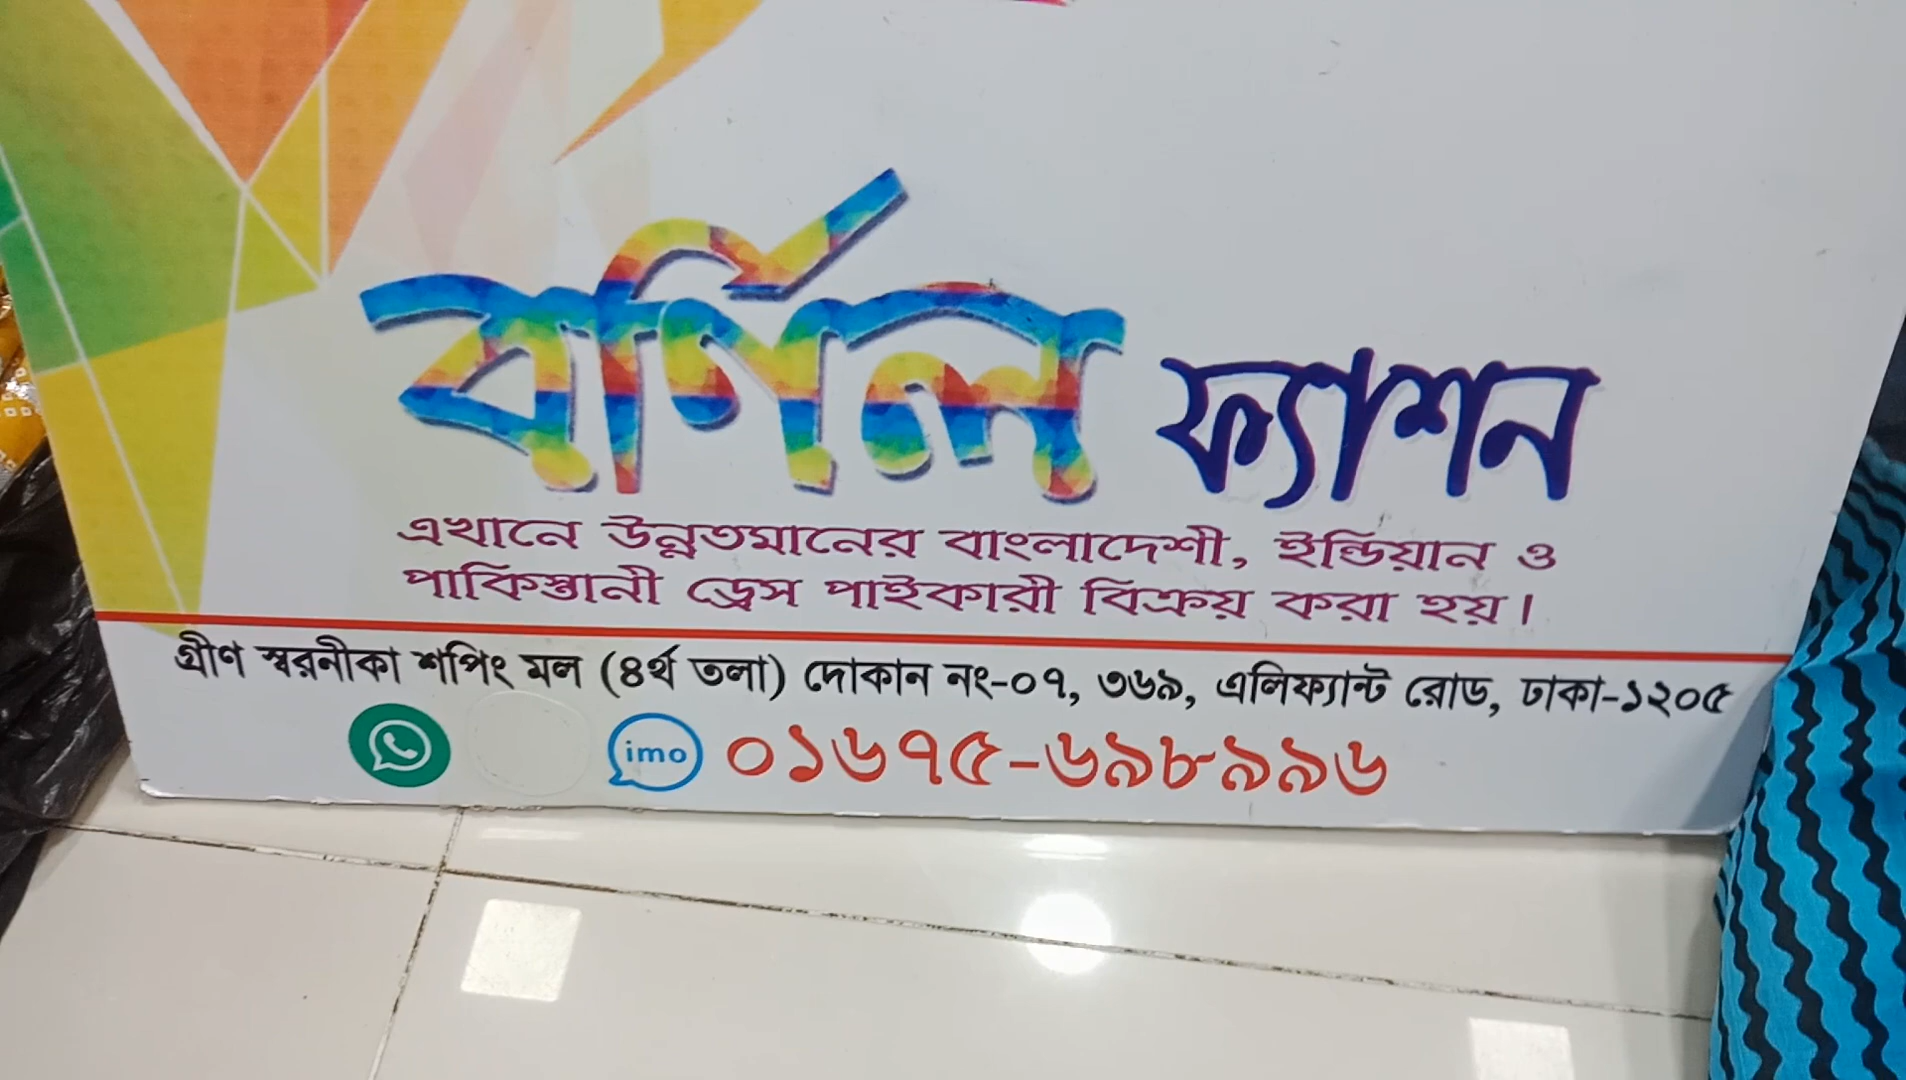 বর্ণিল ফ্যাশন
এখানে উন্নতমানের বাংলাদেশী, ইন্ডিয়ান ও
পাকিস্তানী ড্রেস পাইকারী বিক্রয় করা হয়।
গ্রীণ স্বরনীকা শপিং মল (৪র্থ তলা) দোকান নং-০৭, ৩৬৯, এলিফ্যান্ট রোড, ঢাকা-১২০৫
imo ০১৬৭৫-৬৯৮৯৯৬